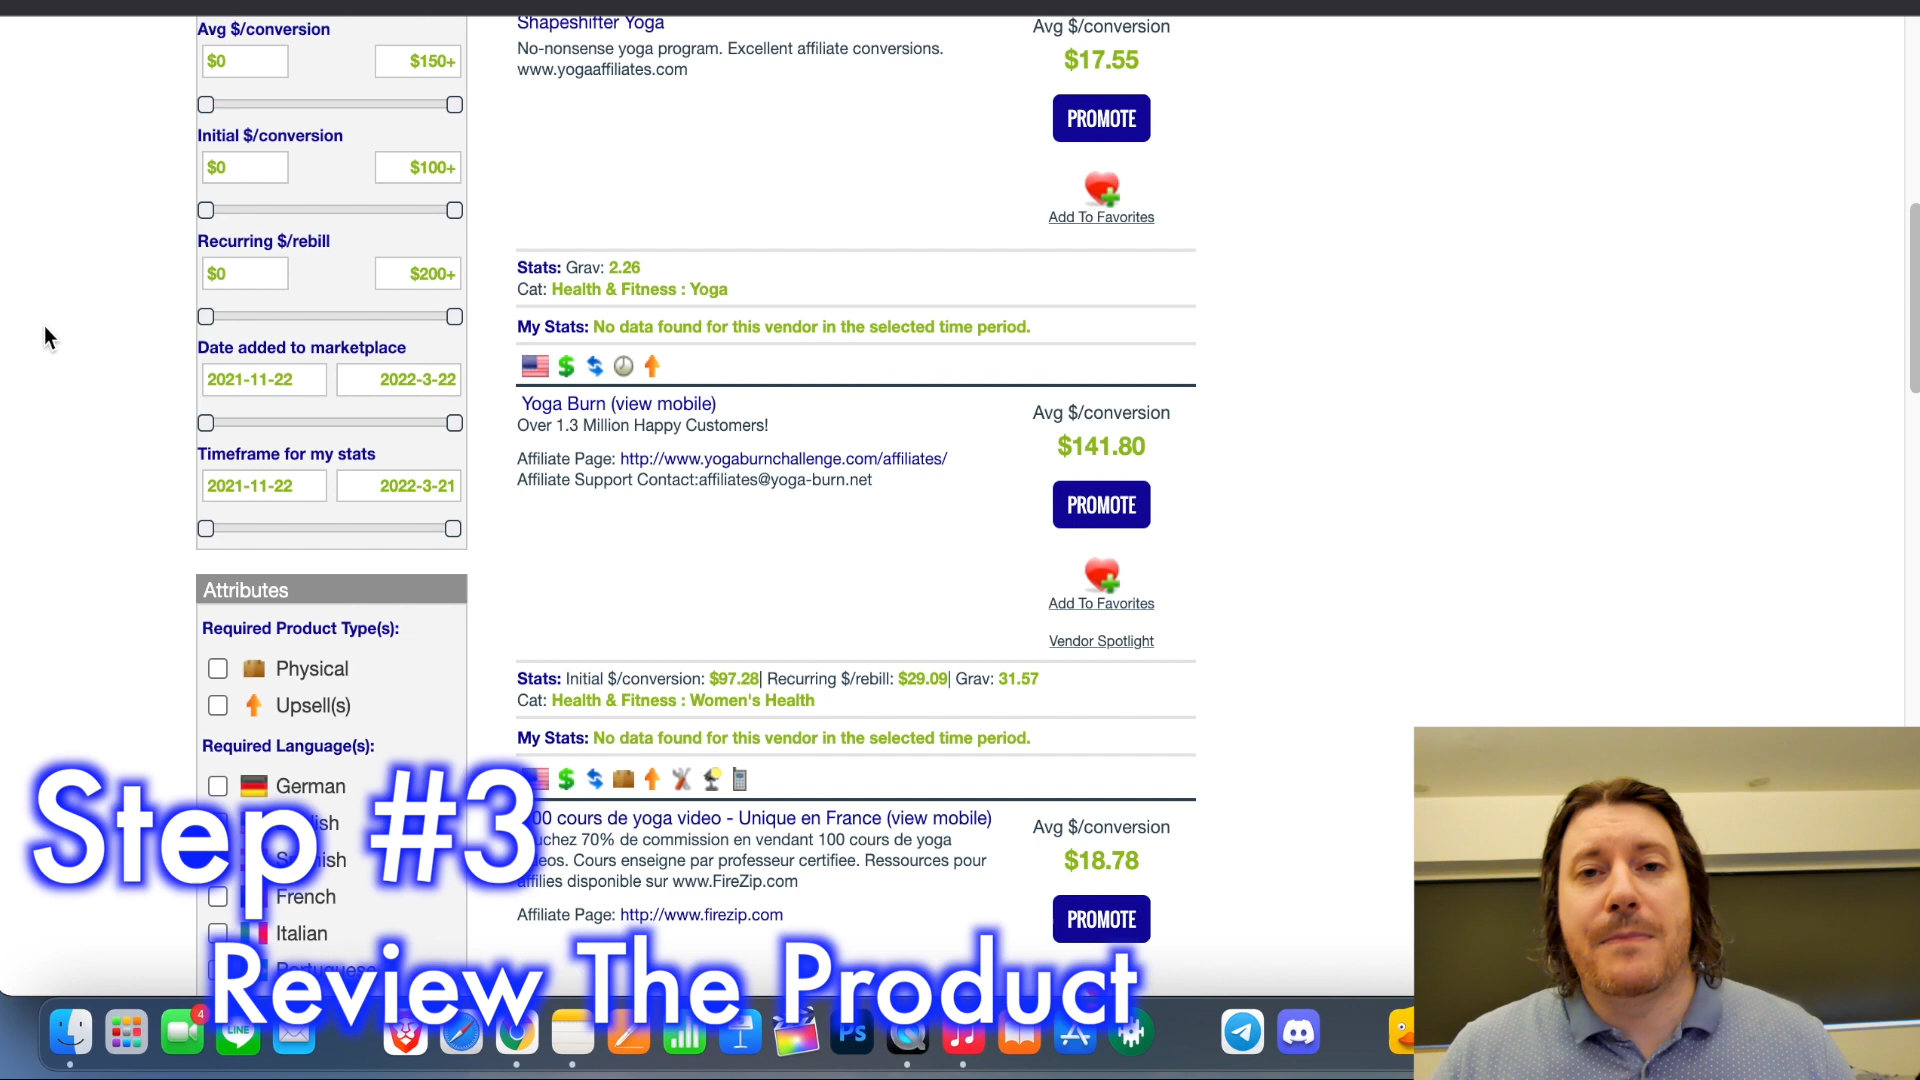 Avg $/conversion
$0 $150+
Initial $/conversion
$0 $100+
Recurring $/rebill
$0 $200+
Date added to marketplace
2021-11-22 2022-3-22
Timeframe for my stats
2021-11-22 2022-3-21
Attributes
Required Product Type(s):
Physical
Upsell(s)
Required Language(s):
German
French
Italian
Portuguese
Shapeshifter Yoga
No-nonsense yoga program. Excellent affiliate conversions.
www.yogaaffiliates.com
Avg $/conversion
$17.55
PROMOTE
Add To Favorites
Stats: Grav: 2.26
Cat: Health & Fitness : Yoga
My Stats: No data found for this vendor in the selected time period.
Yoga Burn (view mobile)
Over 1.3 Million Happy Customers!
Affiliate Page: http://www.yogaburnchallenge.com/affiliates/
Affiliate Support Contact:affiliates@yoga-burn.net
Avg $/conversion
$141.80
PROMOTE
Add To Favorites
Vendor Spotlight
Stats: Initial $/conversion: $97.28| Recurring $/rebill: $29.09| Grav: 31.57
Cat: Health & Fitness : Women's Health
My Stats: No data found for this vendor in the selected time period.
cours de yoga video - Unique en France (view mobile)
de commission en vendant 100 cours de yoga
Cours enseigne par professeur certifiee. Ressources pour
disponible sur www.FireZip.com
Affiliate Page: http://www.firezip.com
Avg $/conversion
$18.78
PROMOTE
Step #3
Review The Product
4
LINE
Ps